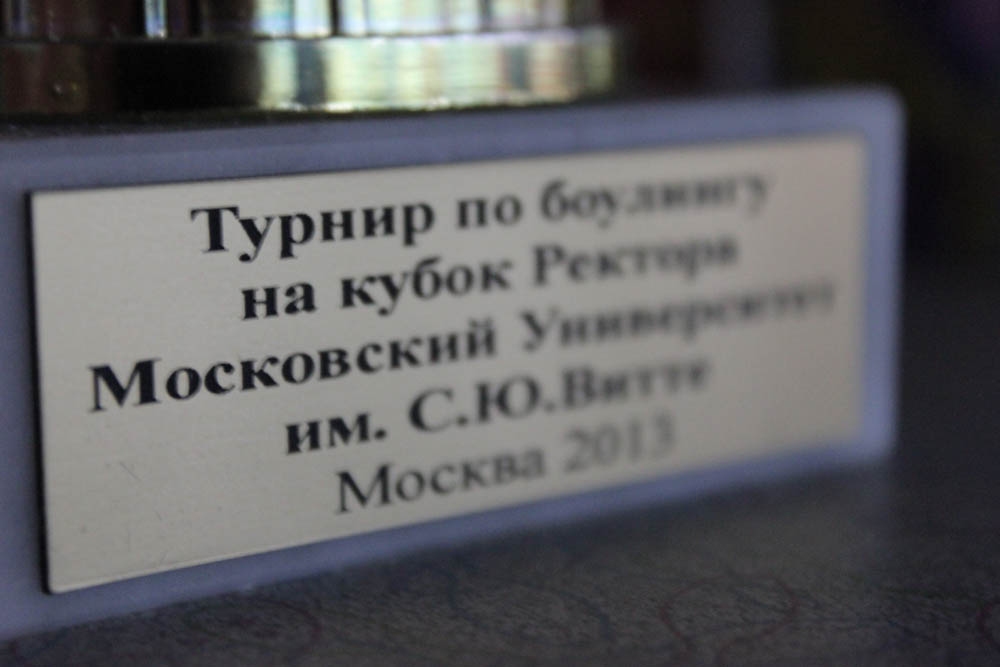 Турнир по боулингу
на кубок Ректора
Московский Университет
им. С.Ю.Витте
Москва 2013